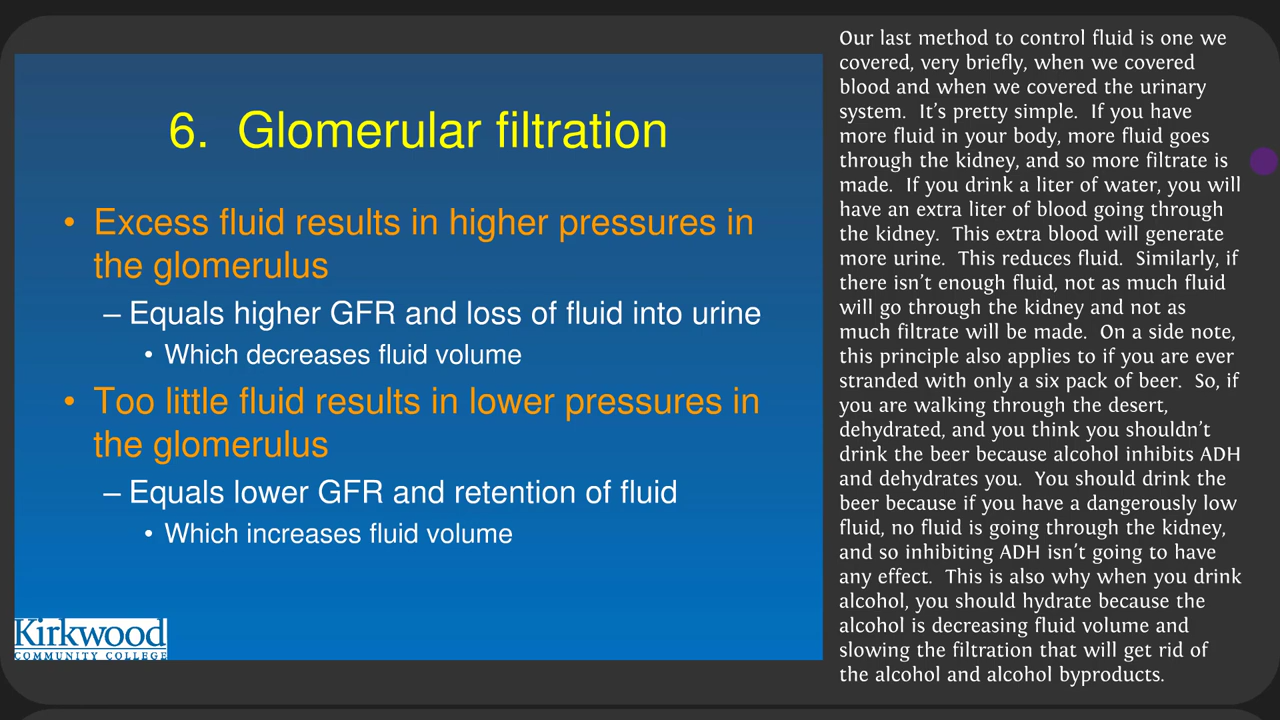 6. Glomerular filtration
• Excess fluid results in higher pressures in
the glomerulus
– Equals higher GFR and loss of fluid into urine
• Which decreases fluid volume
• Too little fluid results in lower pressures in
the glomerulus
– Equals lower GFR and retention of fluid
• Which increases fluid volume
Kirkwood
COMMUNITY COLLEGE
Our last method to control fluid is one we
covered, very briefly, when we covered
blood and when we covered the urinary
system. It's pretty simple. If you have
more fluid in your body, more fluid goes
through the kidney, and so more filtrate is
made. If you drink a liter of water, you will
have an extra liter of blood going through
the kidney. This extra blood will generate
more urine. This reduces fluid. Similarly, if
there isn't enough fluid, not as much fluid
will go through the kidney and not as
much filtrate will be made. On a side note,
this principle also applies to if you are ever
stranded with only a six pack of beer. So, if
you are walking through the desert,
dehydrated, and you think you shouldn't
drink the beer because alcohol inhibits ADH
and dehydrates you. You should drink the
beer because if you have a dangerously low
fluid, no fluid is going through the kidney,
and so inhibiting ADH isn't going to have
any effect. This is also why when you drink
alcohol, you should hydrate because the
alcohol is decreasing fluid volume and
slowing the filtration that will get rid of
the alcohol and alcohol byproducts.